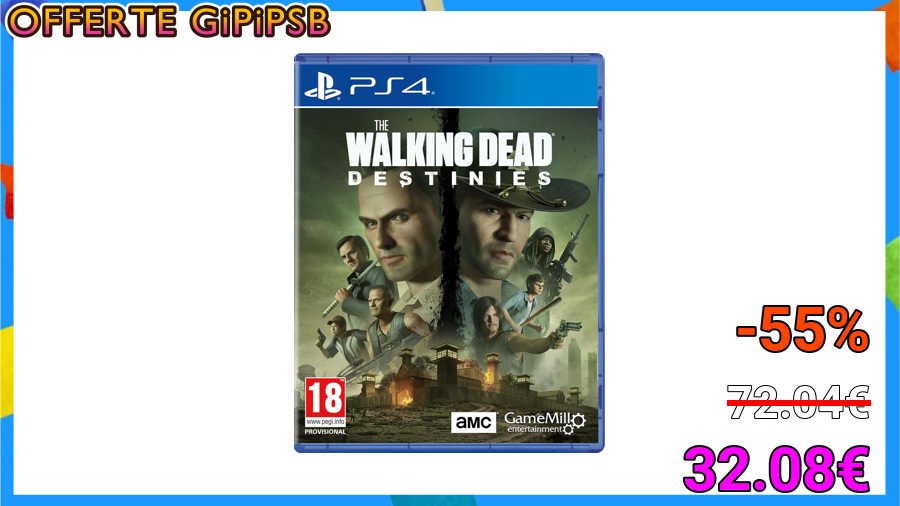 OFFERTE GiPiPSB
PS4
THE
WALKING DEAD
DESTINIES
18
www.pegi.info
PROVISIONAL
aMC
GameMill
entertainment
-55%
72.04€
32.08€